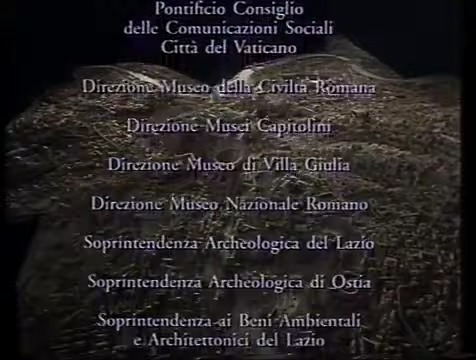 Pontificio Consiglio
delle Comunicazioni Sociali
Città del Vaticano
Direzione Museo della Civiltà Romana
Direzione Musei Capitolini
Direzione Museo di Villa Giulia
Direzione Museo Nazionale Romano
Soprintendenza Archeologica del Lazio
Soprintendenza Archeologica di Ostia
Soprintendenza ai Beni Ambientali
e Architettonici del Lazio